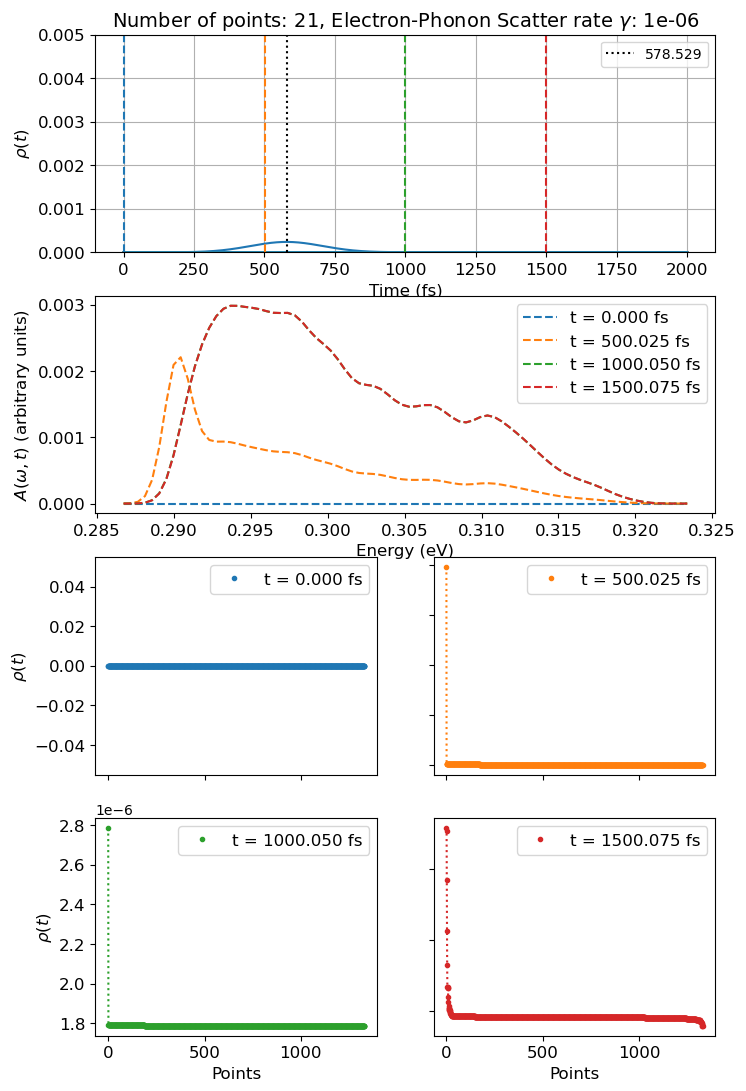 Number of points: 21, Electron-Phonon Scatter rate γ: 1e-06
0.005
0.004
0.003
0.002
0.001
0.000
ρ(t)
578.529
0 250 500 750 1000 1250 1500 1750 2000
Time (fs)
0.003
0.002
0.001
0.000
A(ω, t) (arbitrary units)
t = 0.000 fs
t = 500.025 fs
t = 1000.050 fs
t = 1500.075 fs
0.285 0.290 0.295 0.300 0.305 0.310 0.315 0.320 0.325
Energy (eV)
0.04
0.02
0.00
−0.02
−0.04
ρ(t)
t = 0.000 fs
t = 500.025 fs
1e−6
2.8
2.6
2.4
2.2
2.0
1.8
ρ(t)
t = 1000.050 fs
0 500 1000
Points
t = 1500.075 fs
0 500 1000
Points